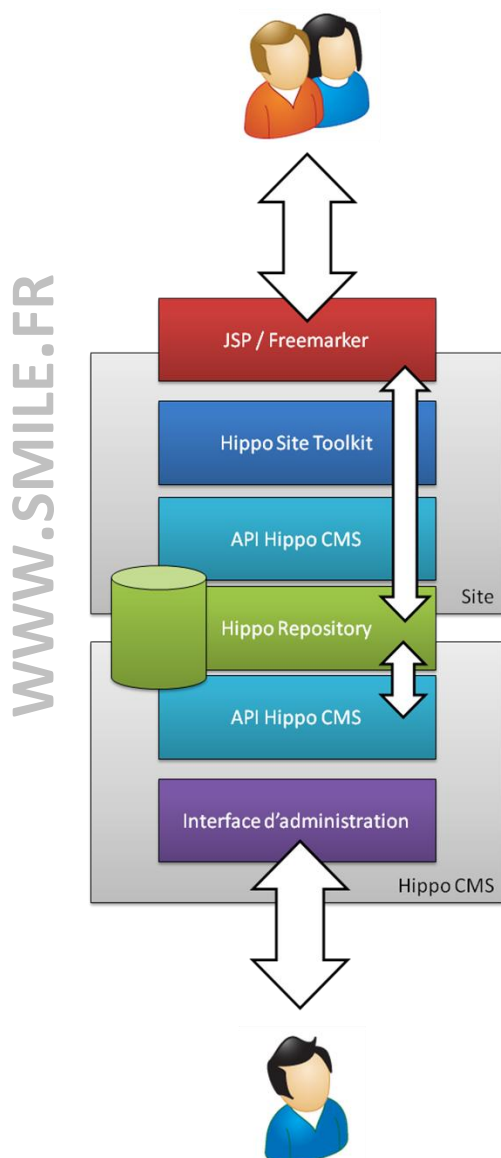 WWW.SMILE.FR
JSP / Freemarker
Hippo Site Toolkit
API Hippo CMS
Site
Hippo Repository
API Hippo CMS
Interface d'administration
Hippo CMS